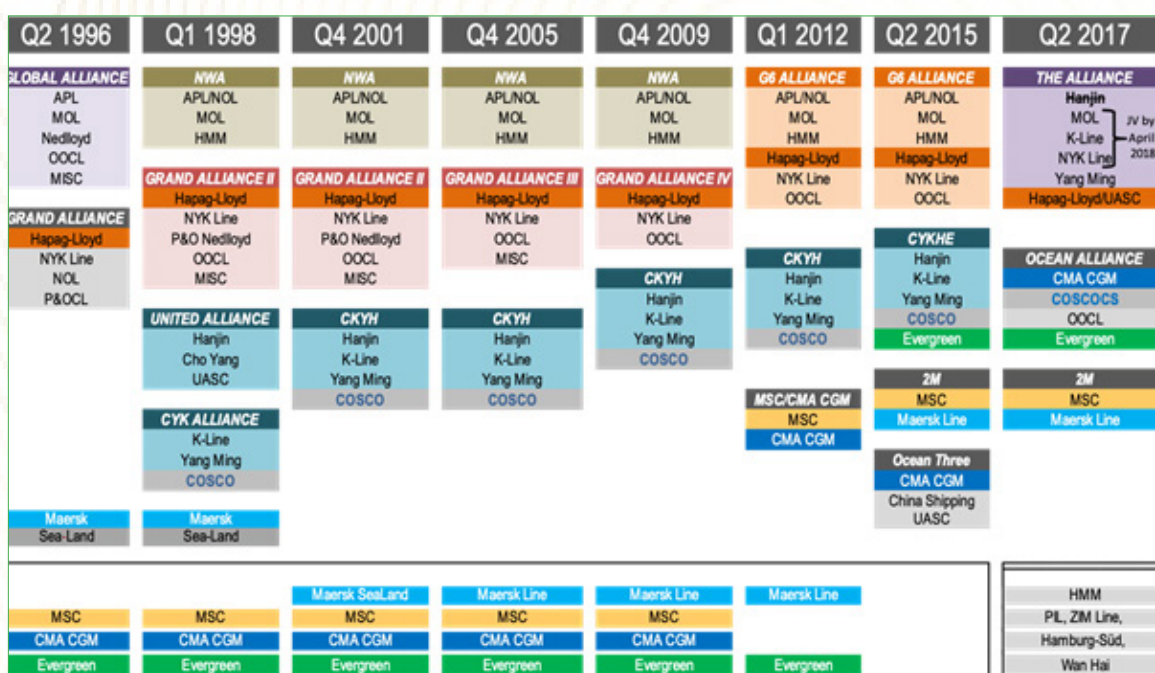 Q2 1996
GLOBAL ALLIANCE
APL
MOL
Nedlloyd
OOCL
MISC
GRAND ALLIANCE
Hapag-Lloyd
NYK Line
NOL
P&OCL
Maersk
Sea-Land
MSC
CMA CGM
Evergreen
Q1 1998
NWA
APL/NOL
MOL
HMM
GRAND ALLIANCE II
Hapag-Lloyd
NYK Line
P&O Nedlloyd
OOCL
MISC
UNITED ALLIANCE
Hanjin
Cho Yang
UASC
CYK ALLIANCE
K-Line
Yang Ming
COSCO
Maersk
Sea-Land
MSC
CMA CGM
Evergreen
Q4 2001
NWA
APL/NOL
MOL
HMM
GRAND ALLIANCE II
Hapag-Lloyd
NYK Line
P&O Nedlloyd
OOCL
MISC
CKYH
Hanjin
K-Line
Yang Ming
COSCO
Maersk SeaLand
MSC
CMA CGM
Evergreen
Q4 2005
NWA
APL/NOL
MOL
HMM
GRAND ALLIANCE III
Hapag-Lloyd
NYK Line
OOCL
MISC
CKYH
Hanjin
K-Line
Yang Ming
COSCO
Maersk Line
MSC
CMA CGM
Evergreen
Q4 2009
NWA
APL/NOL
MOL
HMM
GRAND ALLIANCE IV
Hapag-Lloyd
NYK Line
OOCL
CKYH
Hanjin
K-Line
Yang Ming
COSCO
Maersk Line
MSC
CMA CGM
Evergreen
Q1 2012
G6 ALLIANCE
APL/NOL
MOL
HMM
Hapag-Lloyd
NYK Line
OOCL
CKYH
Hanjin
K-Line
Yang Ming
COSCO
MSC/CMA CGM
MSC
CMA CGM
Maersk Line
Evergreen
Q2 2015
G6 ALLIANCE
APL/NOL
MOL
HMM
Hapag-Lloyd
NYK Line
OOCL
CYKHE
Hanjin
K-Line
Yang Ming
COSCO
Evergreen
2M
MSC
Maersk Line
Ocean Three
CMA CGM
China Shipping
UASC
Q2 2017
THE ALLIANCE
Hanjin
MOL
K-Line
NYK Line
JV by
April
2018
Yang Ming
Hapag-Lloyd/UASC
OCEAN ALLIANCE
CMA CGM
COSCOCS
OOCL
Evergreen
2M
MSC
Maersk Line
HMM
PIL, ZIM Line,
Hamburg-Süd,
Wan Hai